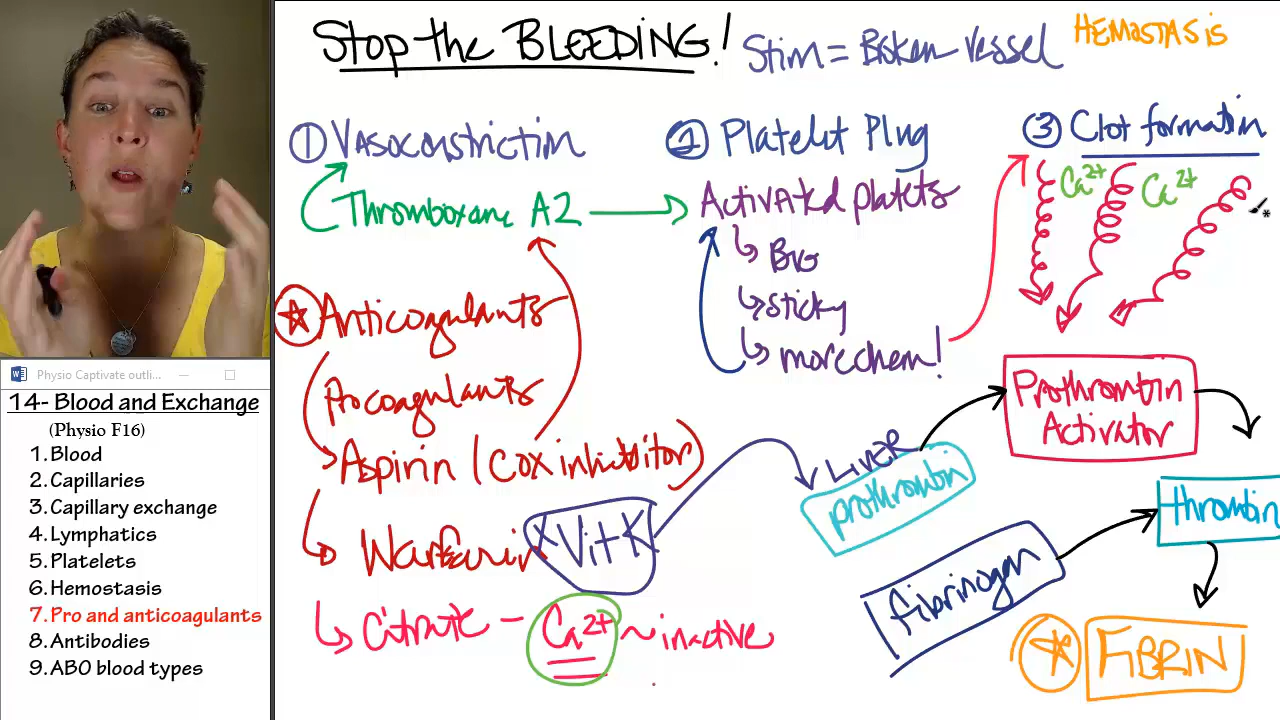 Stop the BLEEDING!
Stim = Broken vessel
HEMOSTASIS
① Vasoconstriction
② Platelet Plug
③ Clot formation
Thromboxane A2
Activated platets
Ca2+
Ca2+
↳ BIG
↳ sticky
↳ more chem!
☆ Anticoagulants
Procoagulants
Aspirin (COX inhibitor)
Warfarin X Vit K
↳ Citrate - Ca2+ ~ inactive
LIVER
prothrombin
Prothrombin
Activator
thrombin
fibrinogen
☆ FIBRIN
Physio Captivate outli...
14- Blood and Exchange
(Physio F16)
1. Blood
2. Capillaries
3. Capillary exchange
4. Lymphatics
5. Platelets
6. Hemostasis
7. Pro and anticoagulants
8. Antibodies
9. ABO blood types